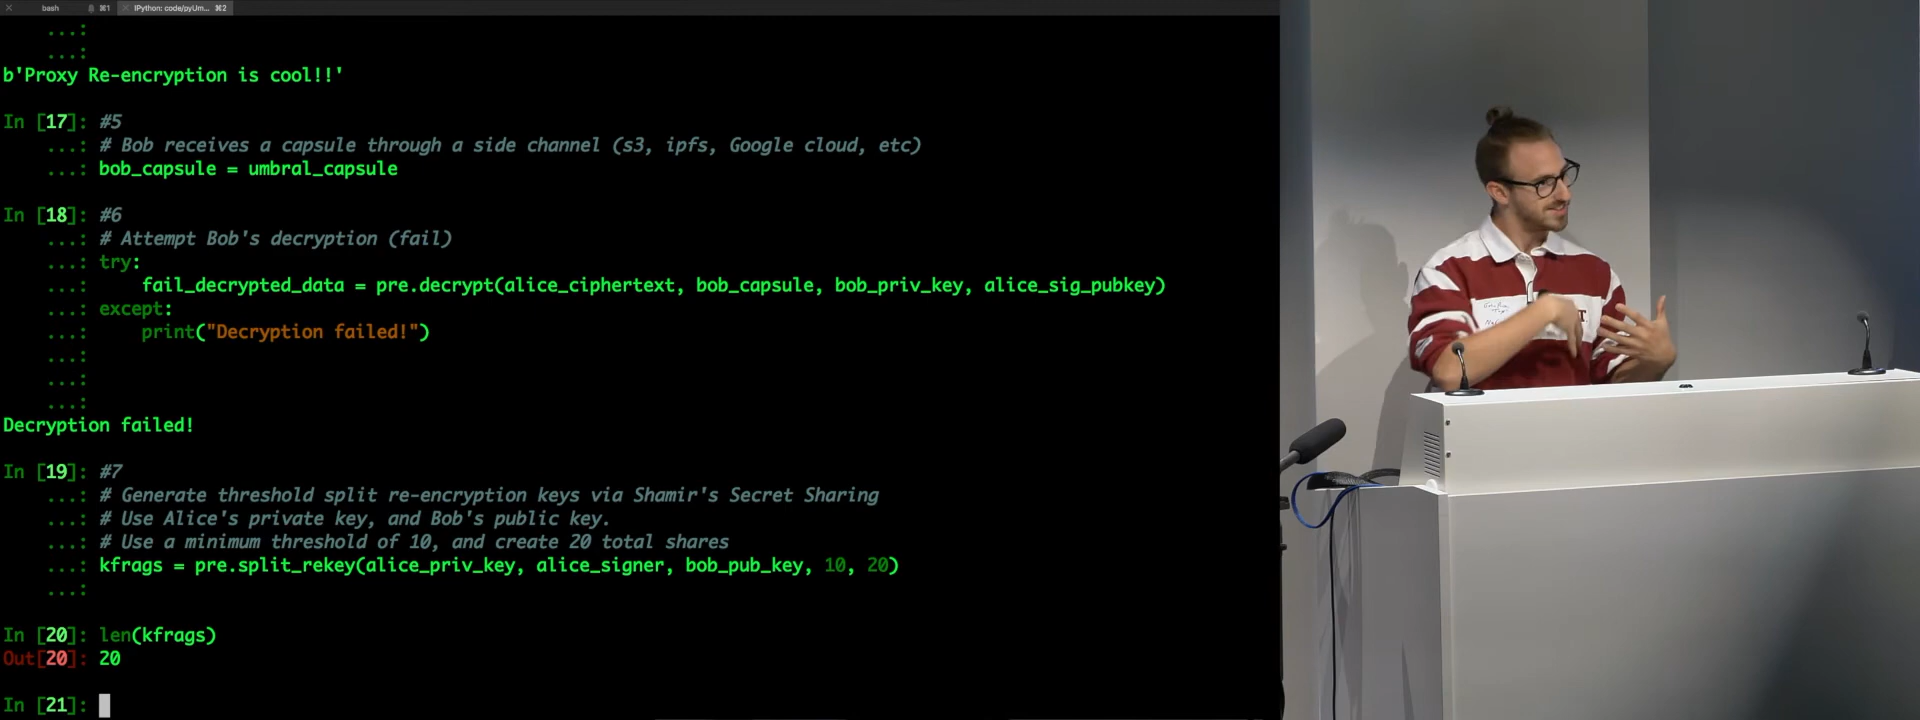 bash ⌘1 IPython: code/pyUm... ⌘2
...:
...:
b'Proxy Re-encryption is cool!!'
In [17]: #5
...: # Bob receives a capsule through a side channel (s3, ipfs, Google cloud, etc)
...: bob_capsule = umbral_capsule
In [18]: #6
...: # Attempt Bob's decryption (fail)
...: try:
...: fail_decrypted_data = pre.decrypt(alice_ciphertext, bob_capsule, bob_priv_key, alice_sig_pubkey)
...: except:
...: print("Decryption failed!")
...:
...:
...:
Decryption failed!
In [19]: #7
...: # Generate threshold split re-encryption keys via Shamir's Secret Sharing
...: # Use Alice's private key, and Bob's public key.
...: # Use a minimum threshold of 10, and create 20 total shares
...: kfrags = pre.split_rekey(alice_priv_key, alice_signer, bob_pub_key, 10, 20)
...:
In [20]: len(kfrags)
Out[20]: 20
In [21]: